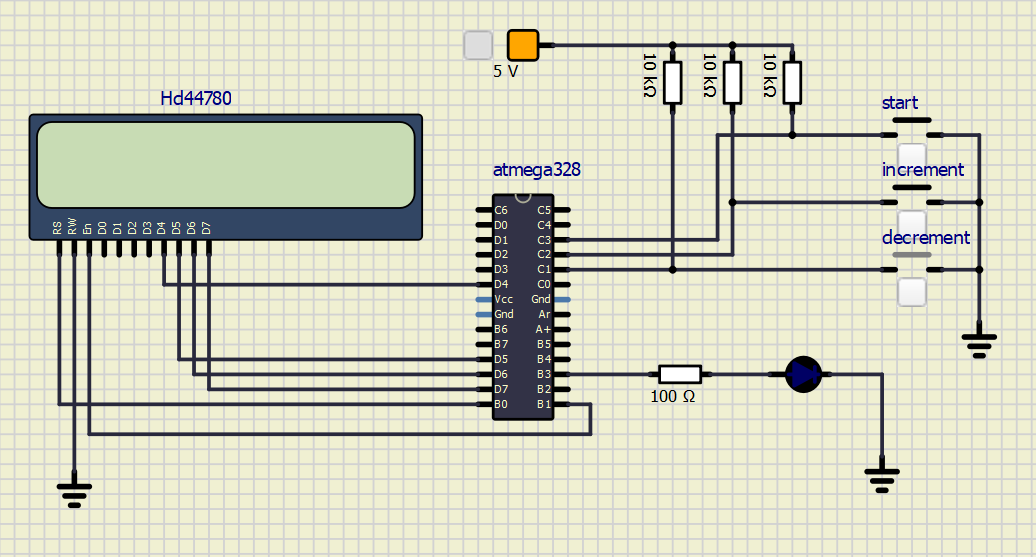 5 V
10 kΩ
10 kΩ
10 kΩ
Hd44780
RS RW En D0 D1 D2 D3 D4 D5 D6 D7
atmega328
C6 C5
D0 C4
D1 C3
D2 C2
D3 C1
D4 C0
Vcc Gnd
Gnd Ar
B6 A+
B7 B5
D5 B4
D6 B3
D7 B2
B0 B1
start
increment
decrement
100 Ω